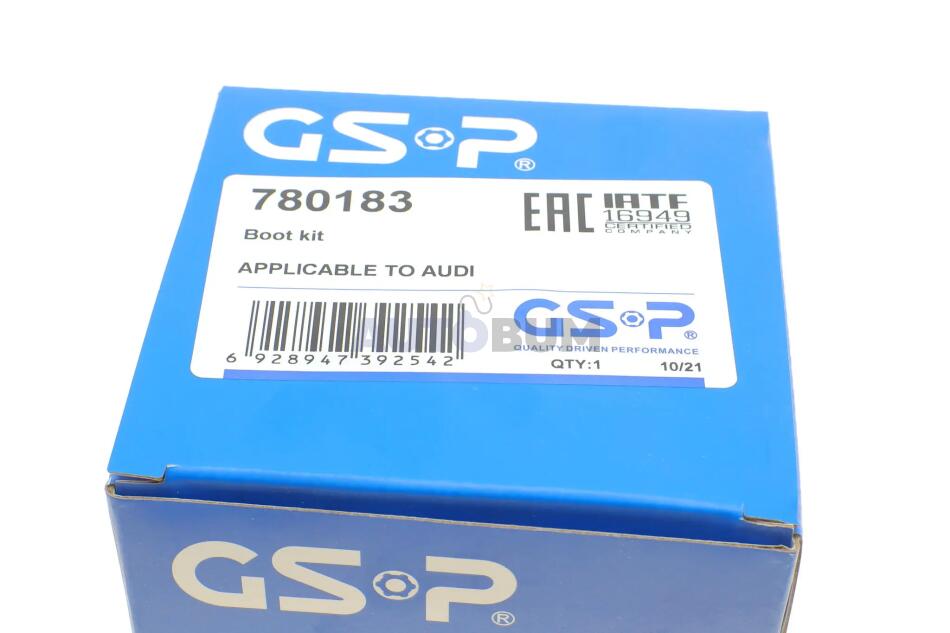 GSP®
780183
Boot kit
APPLICABLE TO AUDI
EAC
IATF
16949
CERTIFIED
COMPANY
AUTOBUM
GSP®
QUALITY DRIVEN PERFORMANCE
6 928947 392542
QTY:1
10/21
GSP®